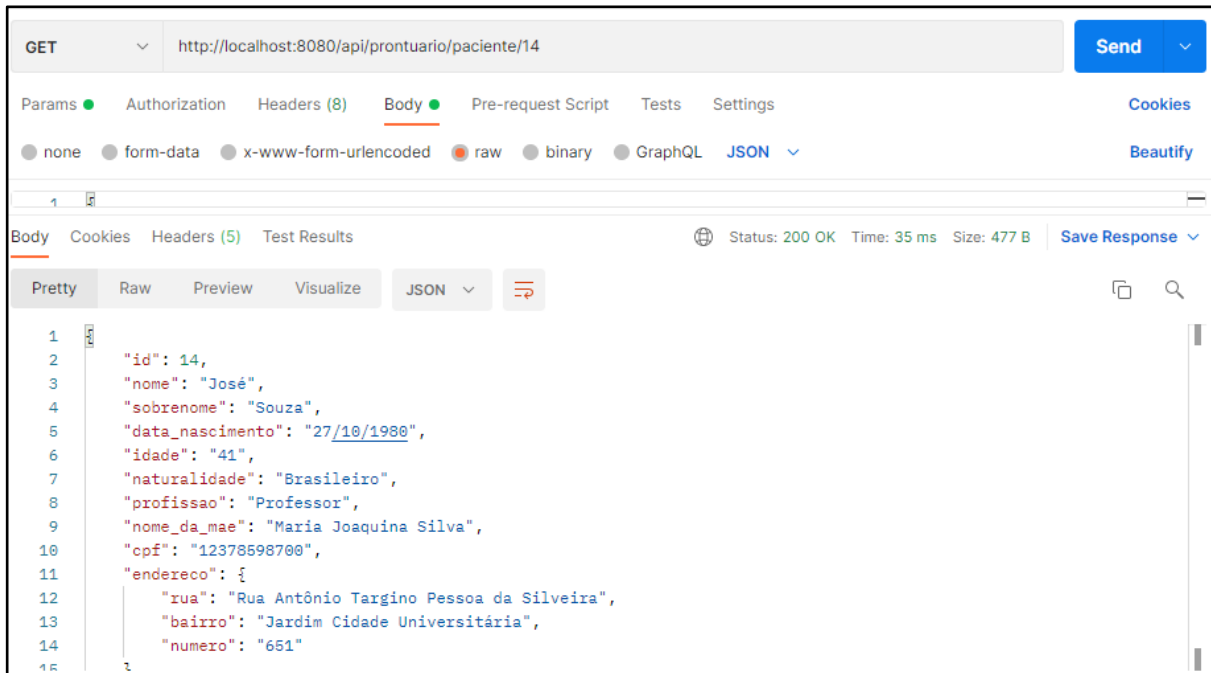 GET http://localhost:8080/api/prontuario/paciente/14 Send
Params Authorization Headers (8) Body Pre-request Script Tests Settings Cookies
none form-data x-www-form-urlencoded raw binary GraphQL JSON Beautify
1 {
Body Cookies Headers (5) Test Results Status: 200 OK Time: 35 ms Size: 477 B Save Response
Pretty Raw Preview Visualize JSON
1 {
2 "id": 14,
3 "nome": "José",
4 "sobrenome": "Souza",
5 "data_nascimento": "27/10/1980",
6 "idade": "41",
7 "naturalidade": "Brasileiro",
8 "profissao": "Professor",
9 "nome_da_mae": "Maria Joaquina Silva",
10 "cpf": "12378598700",
11 "endereco": {
12 "rua": "Rua Antônio Targino Pessoa da Silveira",
13 "bairro": "Jardim Cidade Universitária",
14 "numero": "651"
15 }